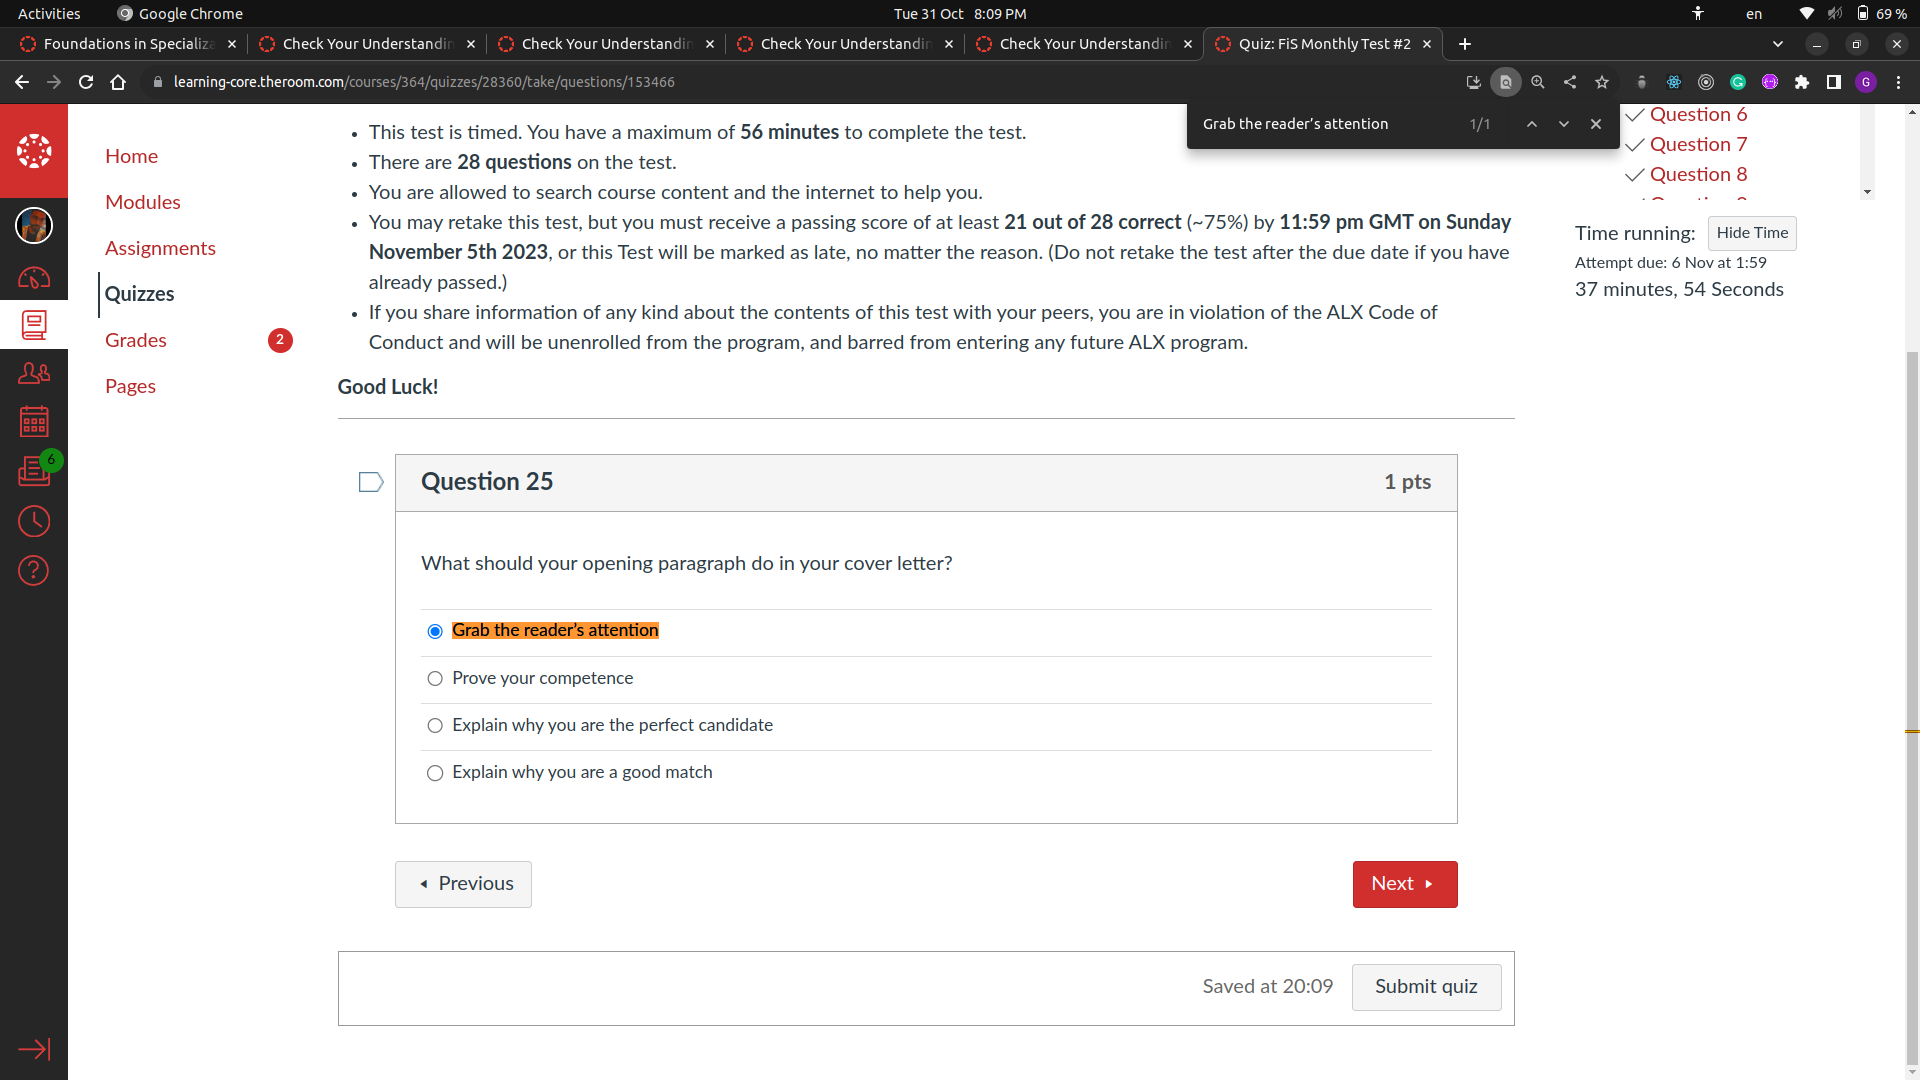 Activities
Google Chrome
Tue 31 Oct 8:09 PM
en
69 %
Foundations in Specializa
Check Your Understandin
Check Your Understandin
Check Your Understandin
Check Your Understandin
Quiz: FiS Monthly Test #2
learning-core.theroom.com/courses/364/quizzes/28360/take/questions/153466
G
Grab the reader’s attention 1/1
Home
Modules
Assignments
Quizzes
Grades 2
Pages
6
This test is timed. You have a maximum of 56 minutes to complete the test.
There are 28 questions on the test.
You are allowed to search course content and the internet to help you.
You may retake this test, but you must receive a passing score of at least 21 out of 28 correct (~75%) by 11:59 pm GMT on Sunday
November 5th 2023, or this Test will be marked as late, no matter the reason. (Do not retake the test after the due date if you have
already passed.)
If you share information of any kind about the contents of this test with your peers, you are in violation of the ALX Code of
Conduct and will be unenrolled from the program, and barred from entering any future ALX program.
Good Luck!
Question 25
1 pts
What should your opening paragraph do in your cover letter?
Grab the reader’s attention
Prove your competence
Explain why you are the perfect candidate
Explain why you are a good match
Previous
Next
Saved at 20:09
Submit quiz
Question 6
Question 7
Question 8
Time running:
Hide Time
Attempt due: 6 Nov at 1:59
37 minutes, 54 Seconds